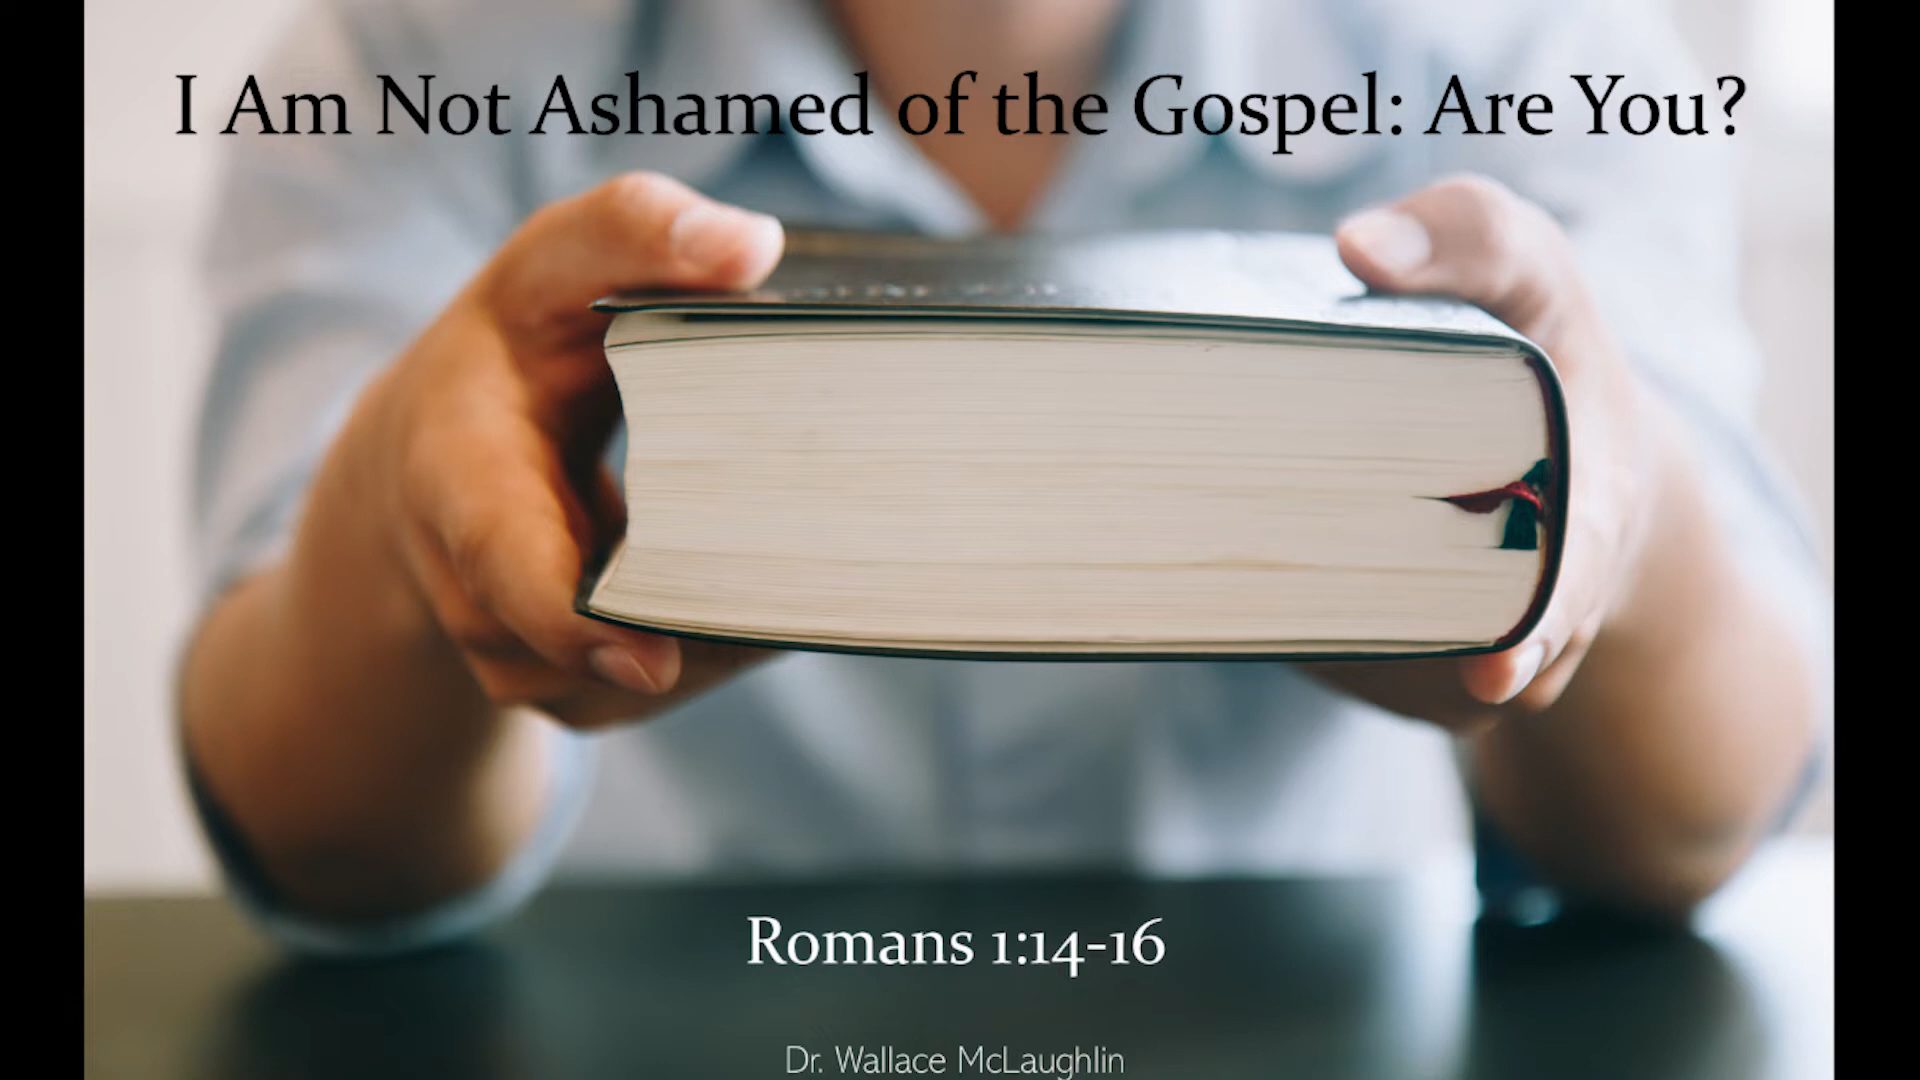 I Am Not Ashamed of the Gospel: Are You?
Romans 1:14-16
Dr. Wallace McLaughlin